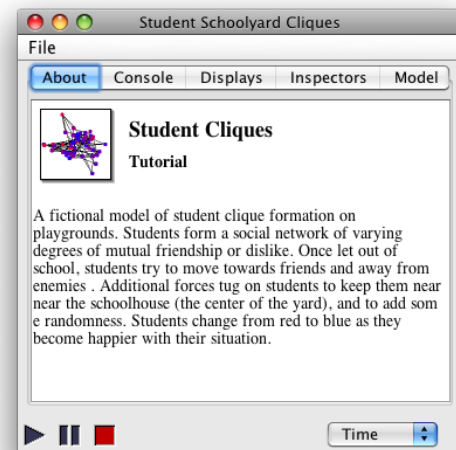 Student Schoolyard Cliques
File
About Console Displays Inspectors Model
Student Cliques
Tutorial
A fictional model of student clique formation on
playgrounds. Students form a social network of varying
degrees of mutual friendship or dislike. Once let out of
school, students try to move towards friends and away from
enemies . Additional forces tug on students to keep them near
near the schoolhouse (the center of the yard), and to add som
e randomness. Students change from red to blue as they
become happier with their situation.
Time